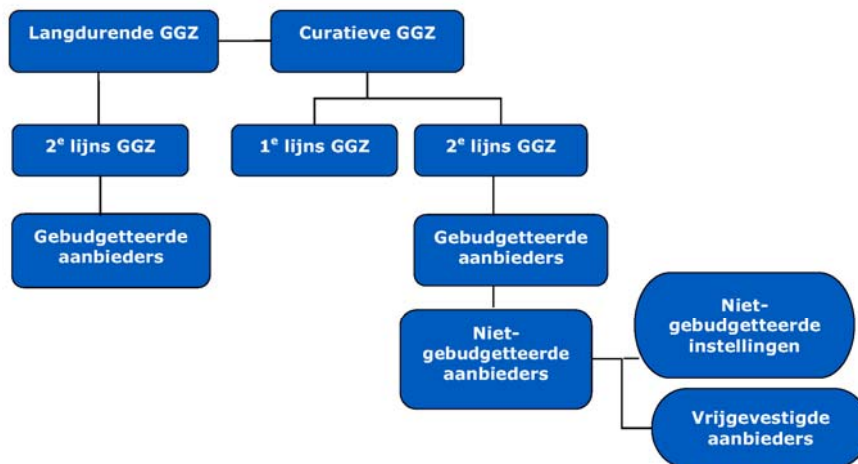 Langdurende GGZ
Curatieve GGZ
2e lijns GGZ
1e lijns GGZ
2e lijns GGZ
Gebudgetteerde
aanbieders
Gebudgetteerde
aanbieders
Niet-
gebudgetteerde
aanbieders
Niet-
gebudgetteerde
instellingen
Vrijgevestigde
aanbieders